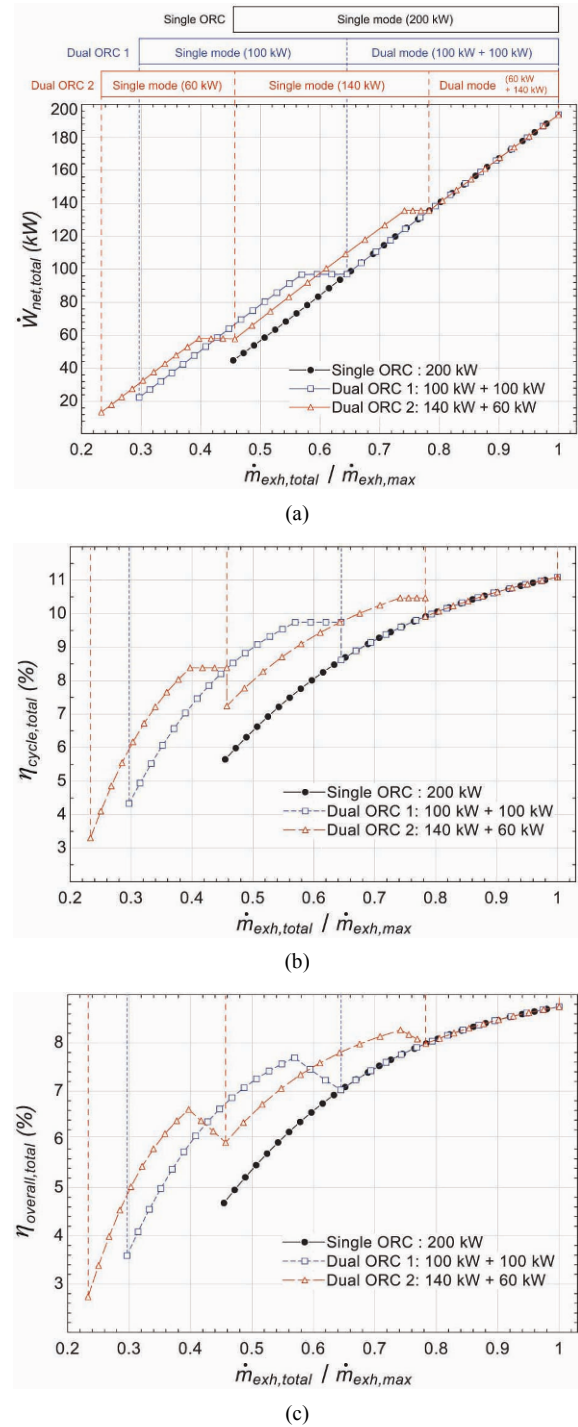 Single ORC Single mode (200 kW)
Dual ORC 1 Single mode (100 kW) Dual mode (100 kW + 100 kW)
Dual ORC 2 Single mode (60 kW) Single mode (140 kW) Dual mode (60 kW + 140 kW)
200
180
160
140
120
100
80
60
40
20
Ẇnet,total (kW)
Single ORC : 200 kW
Dual ORC 1: 100 kW + 100 kW
Dual ORC 2: 140 kW + 60 kW
0.2 0.3 0.4 0.5 0.6 0.7 0.8 0.9 1
ṁexh,total / ṁexh,max
(a)
11
10
9
8
7
6
5
4
3
ηcycle,total (%)
Single ORC : 200 kW
Dual ORC 1: 100 kW + 100 kW
Dual ORC 2: 140 kW + 60 kW
0.2 0.3 0.4 0.5 0.6 0.7 0.8 0.9 1
ṁexh,total / ṁexh,max
(b)
8
7
6
5
4
3
ηoverall,total (%)
Single ORC : 200 kW
Dual ORC 1: 100 kW + 100 kW
Dual ORC 2: 140 kW + 60 kW
0.2 0.3 0.4 0.5 0.6 0.7 0.8 0.9 1
ṁexh,total / ṁexh,max
(c)